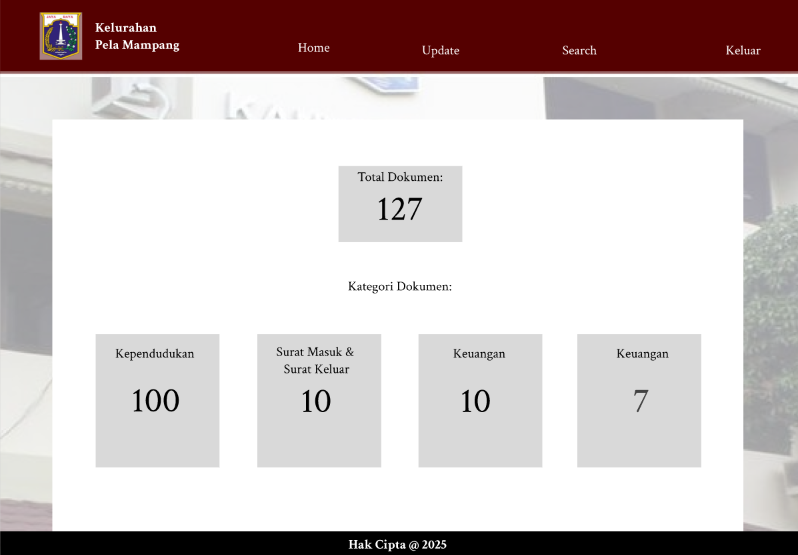 Kelurahan
Pela Mampang
Home
Update
Search
Keluar
Total Dokumen:
127
Kategori Dokumen:
Kependudukan
100
Surat Masuk &
Surat Keluar
10
Keuangan
10
Keuangan
7
Hak Cipta @ 2025